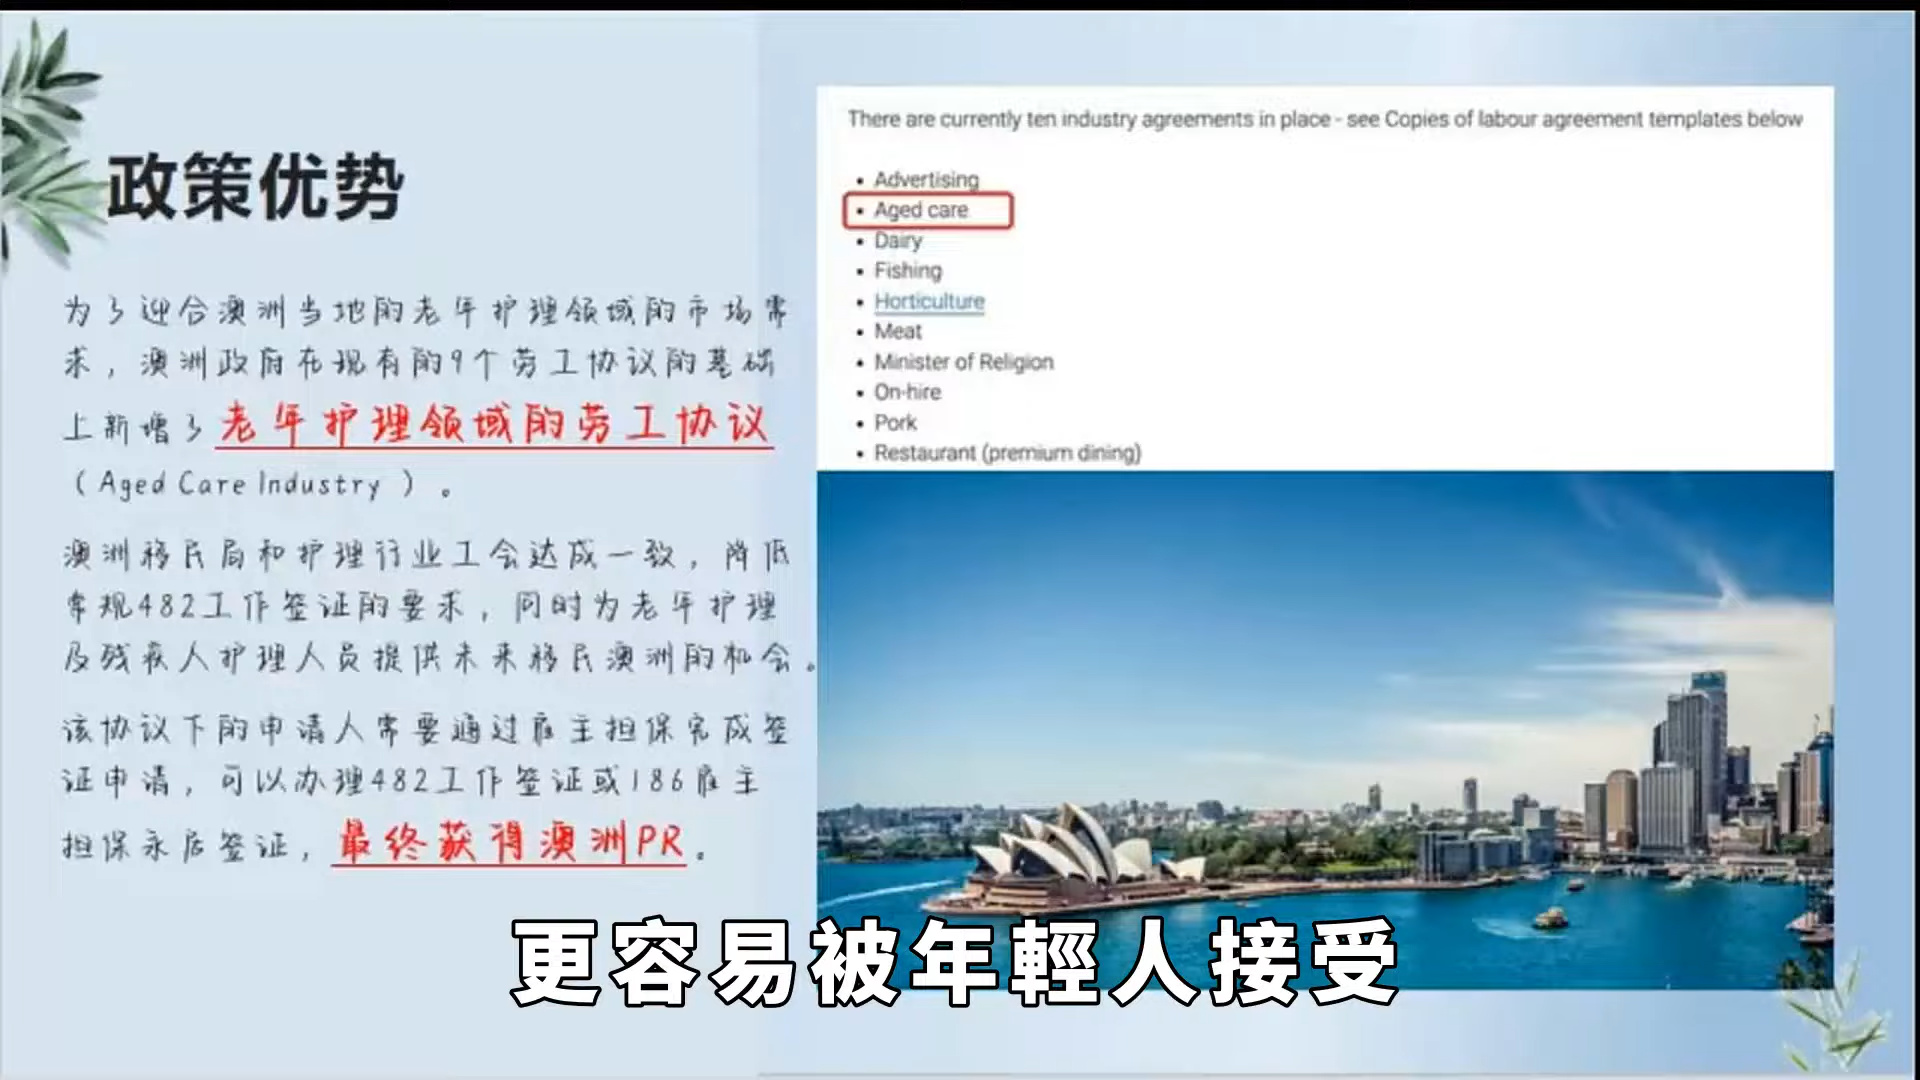 政策优势
为了迎合澳洲当地的老年护理领域的市场需
求，澳洲政府在现有的9个劳工协议的基础
上新增了老年护理领域的劳工协议
（Aged Care Industry ）。
澳洲移民局和护理行业工会达成一致，降低
常规482工作签证的要求，同时为老年护理
及残疾人护理人员提供未来移民澳洲的机会。
该协议下的申请人需要通过雇主担保完成签
证申请，可以办理482工作签证或186雇主
担保永居签证，最终获得澳洲PR。
There are currently ten industry agreements in place - see Copies of labour agreement templates below
• Advertising
• Aged care
• Dairy
• Fishing
• Horticulture
• Meat
• Minister of Religion
• On-hire
• Pork
• Restaurant (premium dining)
更容易被年輕人接受